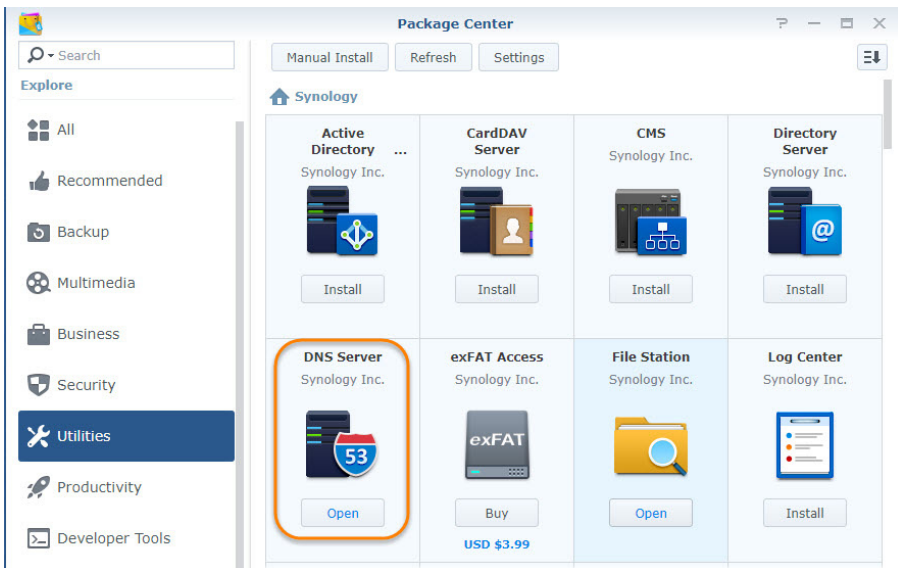 Package Center
Search
Manual Install Refresh Settings
Explore
Synology
All
Recommended
Backup
Multimedia
Business
Security
Utilities
Productivity
Developer Tools
Active
Directory ...
Synology Inc.
Install
CardDAV
Server
Synology Inc.
Install
CMS
Synology Inc.
Install
Directory
Server
Synology Inc.
@
Install
DNS Server
Synology Inc.
53
Open
exFAT Access
Synology Inc.
exFAT
Buy
USD $3.99
File Station
Synology Inc.
Open
Log Center
Synology Inc.
Install